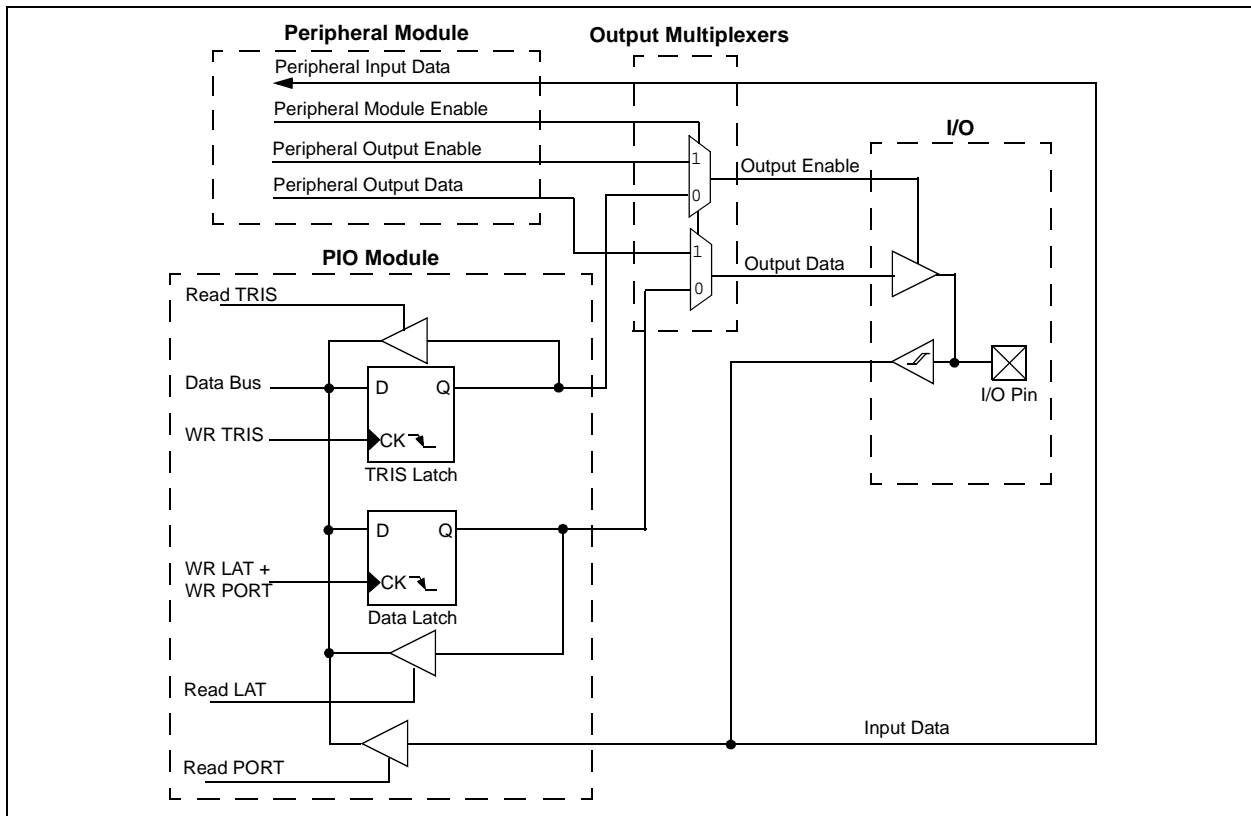 Peripheral Module
Output Multiplexers
Peripheral Input Data
Peripheral Module Enable
I/O
Peripheral Output Enable
1
Output Enable
Peripheral Output Data
0
PIO Module
1
Output Data
0
Read TRIS
Data Bus
D
Q
I/O Pin
WR TRIS
CK
TRIS Latch
D
Q
WR LAT +
WR PORT
CK
Data Latch
Read LAT
Input Data
Read PORT